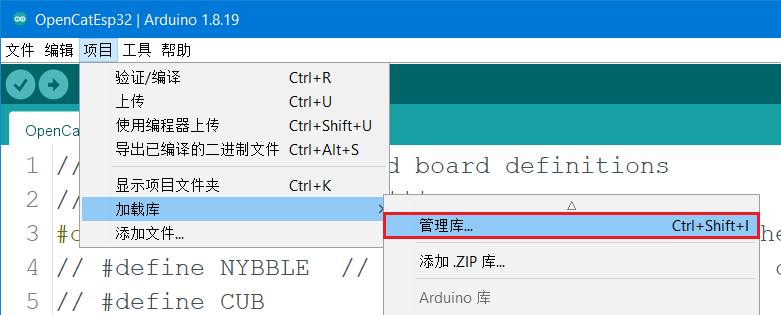 OpenCatEsp32 | Arduino 1.8.19
文件 编辑 项目 工具 帮助
验证/编译 Ctrl+R
上传 Ctrl+U
使用编程器上传 Ctrl+Shift+U
导出已编译的二进制文件 Ctrl+Alt+S
显示项目文件夹 Ctrl+K
加载库
添加文件...
管理库... Ctrl+Shift+I
添加 .ZIP 库...
Arduino 库
OpenCat
1 // d board definitions
2 //
3 #d he
4 // #define NYBBLE //
5 // #define CUB